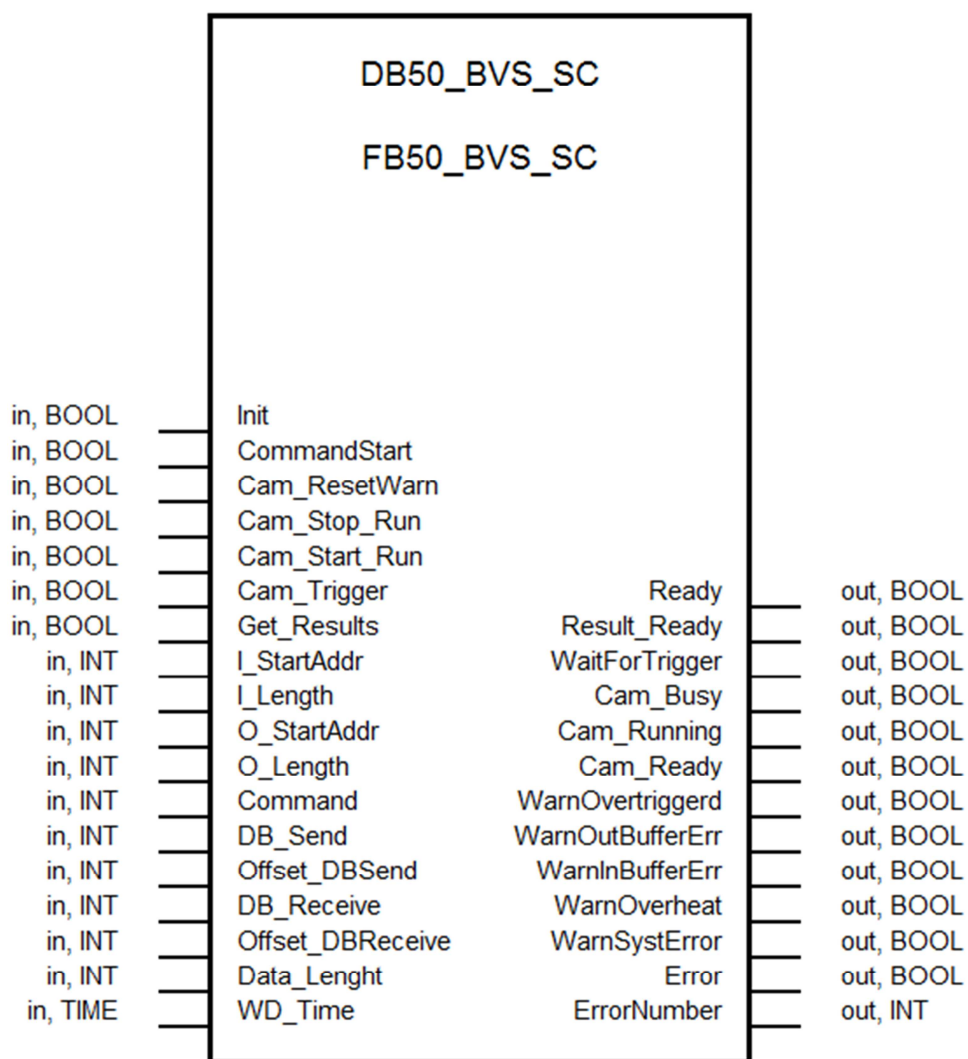 DB50_BVS_SC
FB50_BVS_SC
in, BOOL Init
in, BOOL CommandStart
in, BOOL Cam_ResetWarn
in, BOOL Cam_Stop_Run
in, BOOL Cam_Start_Run
in, BOOL Cam_Trigger Ready out, BOOL
in, BOOL Get_Results Result_Ready out, BOOL
in, INT I_StartAddr WaitForTrigger out, BOOL
in, INT I_Length Cam_Busy out, BOOL
in, INT O_StartAddr Cam_Running out, BOOL
in, INT O_Length Cam_Ready out, BOOL
in, INT Command WarnOvertriggerd out, BOOL
in, INT DB_Send WarnOutBufferErr out, BOOL
in, INT Offset_DBSend WarnInBufferErr out, BOOL
in, INT DB_Receive WarnOverheat out, BOOL
in, INT Offset_DBReceive WarnSystError out, BOOL
in, INT Data_Lenght Error out, BOOL
in, TIME WD_Time ErrorNumber out, INT